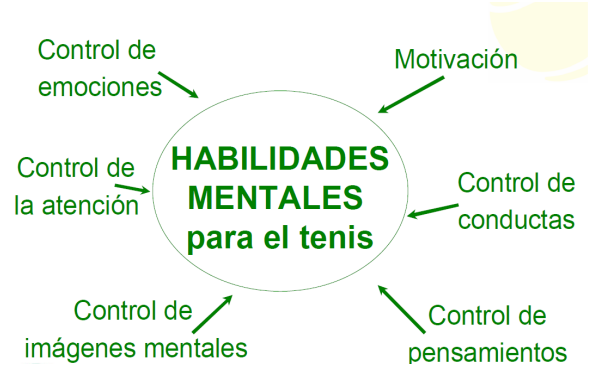 Control de
emociones
Motivación
HABILIDADES
MENTALES
para el tenis
Control de
la atención
Control de
conductas
Control de
imágenes mentales
Control de
pensamientos